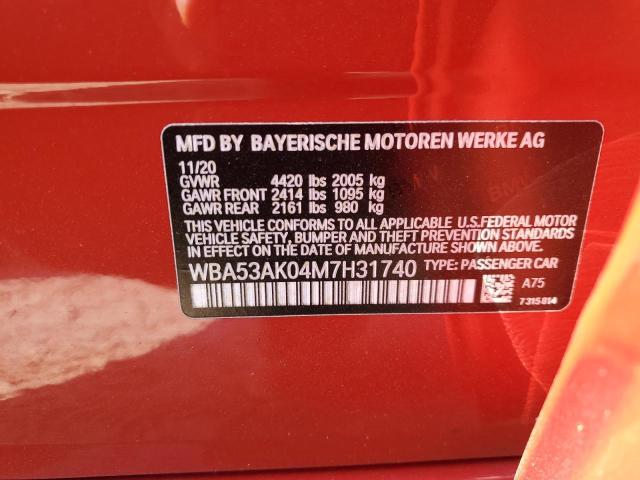 MFD BY BAYERISCHE MOTOREN WERKE AG
11/20
GVWR 4420 lbs 2005 kg
GAWR FRONT 2414 lbs 1095 kg
GAWR REAR 2161 lbs 980 kg
THIS VEHICLE CONFORMS TO ALL APPLICABLE U.S.FEDERAL MOTOR
VEHICLE SAFETY, BUMPER AND THEFT PREVENTION STANDARDS
IN EFFECT ON THE DATE OF MANUFACTURE SHOWN ABOVE.
WBA53AK04M7H31740 TYPE: PASSENGER CAR
A75
7315814